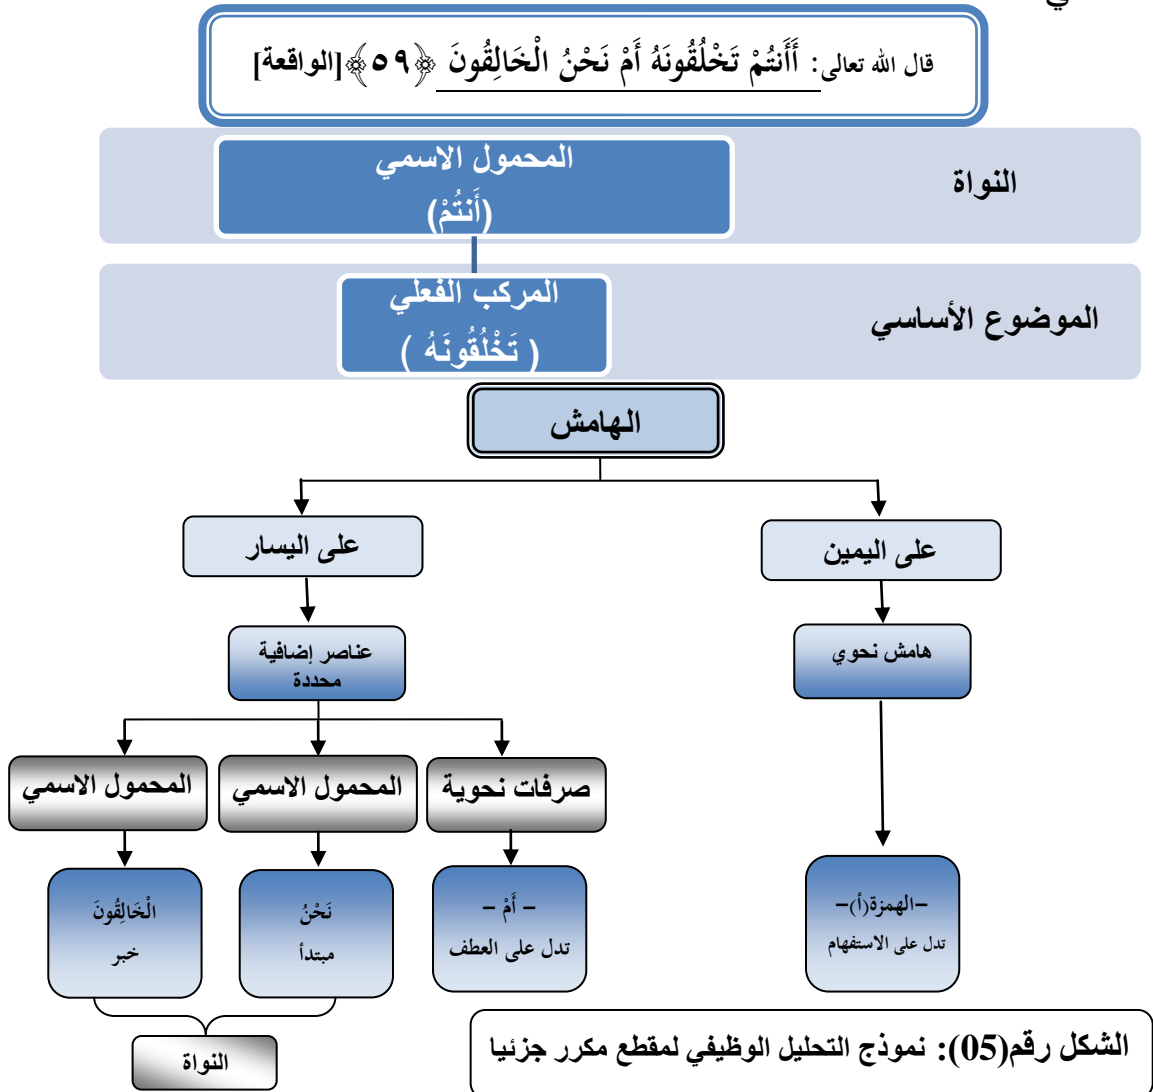 ي
قال الله تعالى: أَأَنتُمْ تَخْلُقُونَهُ أَمْ نَحْنُ الْخَالِقُونَ ﴿٥٩﴾[الواقعة]
النواة
المحمول الاسمي
(أَنتُمْ)
الموضوع الأساسي
المركب الفعلي
( تَخْلُقُونَهُ )
الهامش
على اليمين
على اليسار
هامش نحوي
عناصر إضافية
محددة
صرفات نحوية
المحمول الاسمي
المحمول الاسمي
–الهمزة(أ)–
تدل على الاستفهام
– أَمْ –
تدل على العطف
نَحْنُ
مبتدأ
الْخَالِقُونَ
خبر
النواة
الشكل رقم(05): نموذج التحليل الوظيفي لمقطع مكرر جزئيا